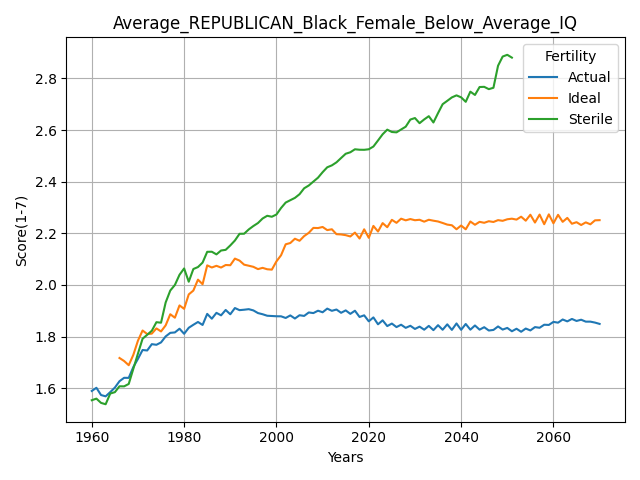 Average_REPUBLICAN_Black_Female_Below_Average_IQ
Fertility
Actual
Ideal
Sterile
Score(1-7)
2.8
2.6
2.4
2.2
2.0
1.8
1.6
1960 1980 2000 2020 2040 2060
Years